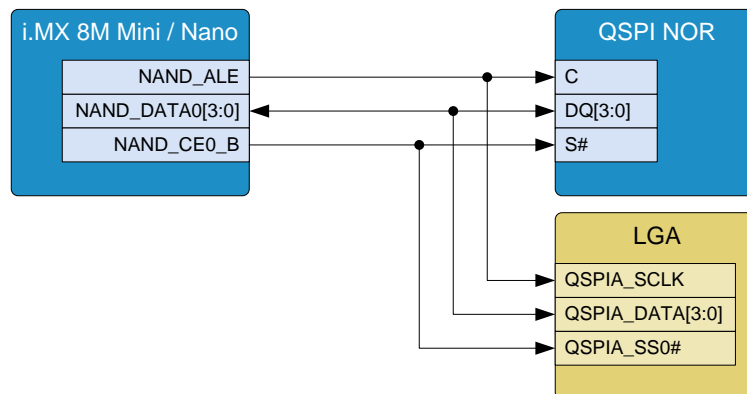 i.MX 8M Mini / Nano
NAND_ALE
NAND_DATA0[3:0]
NAND_CE0_B
QSPI NOR
C
DQ[3:0]
S#
LGA
QSPIA_SCLK
QSPIA_DATA[3:0]
QSPIA_SS0#